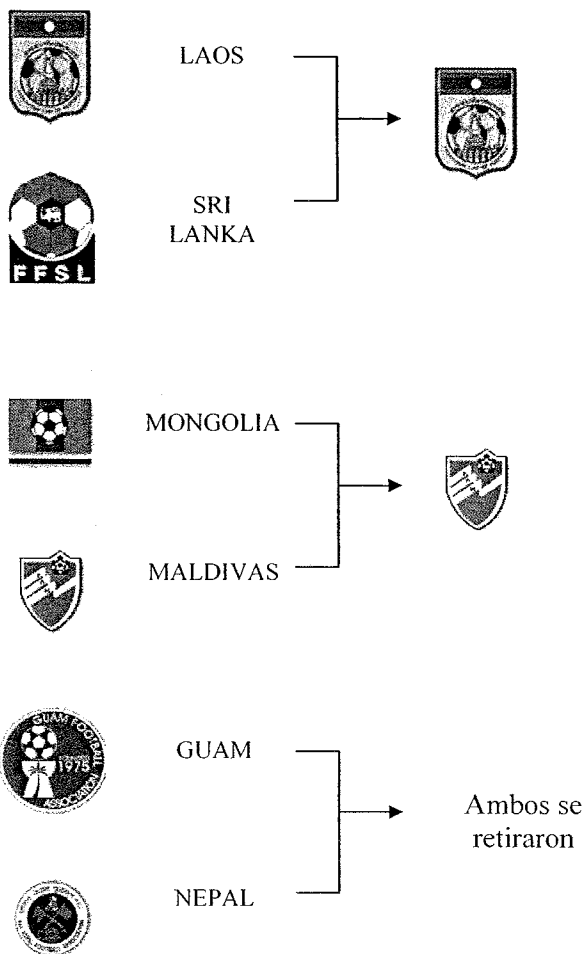 LAOS
SRI
LANKA
FFSL
MONGOLIA
MALDIVAS
GUAM FOOTBALL
1975
ASSOCIATION
GUAM
Ambos se
retiraron
NEPAL